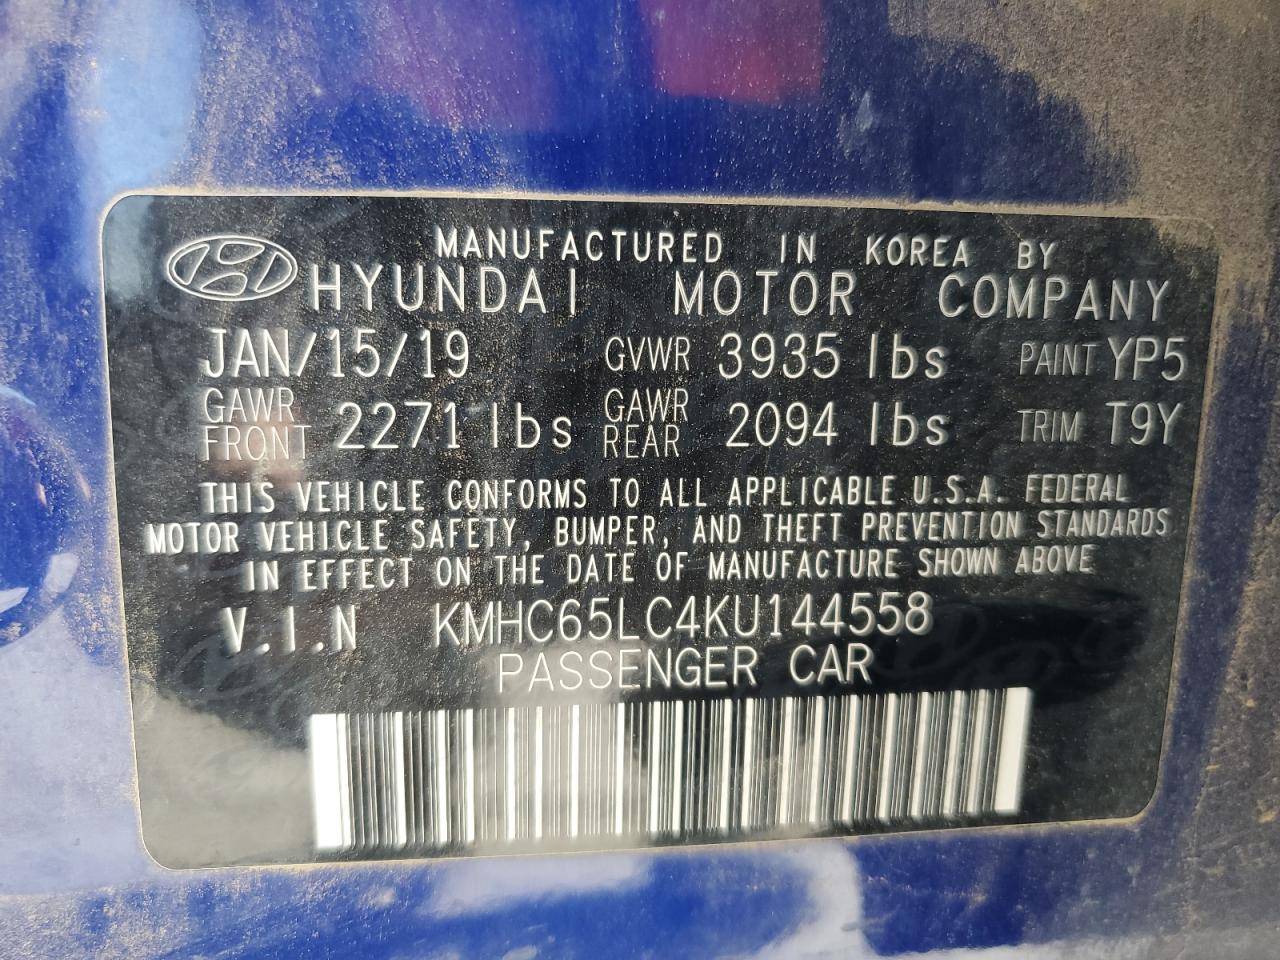 MANUFACTURED IN KOREA BY
HYUNDAI MOTOR COMPANY
JAN/15/19 GVWR 3935 lbs PAINT YP5
GAWR FRONT 2271 lbs GAWR REAR 2094 lbs TRIM T9Y
THIS VEHICLE CONFORMS TO ALL APPLICABLE U.S.A. FEDERAL
MOTOR VEHICLE SAFETY, BUMPER, AND THEFT PREVENTION STANDARDS
IN EFFECT ON THE DATE OF MANUFACTURE SHOWN ABOVE
V.I.N KMHC65LC4KU144558
PASSENGER CAR